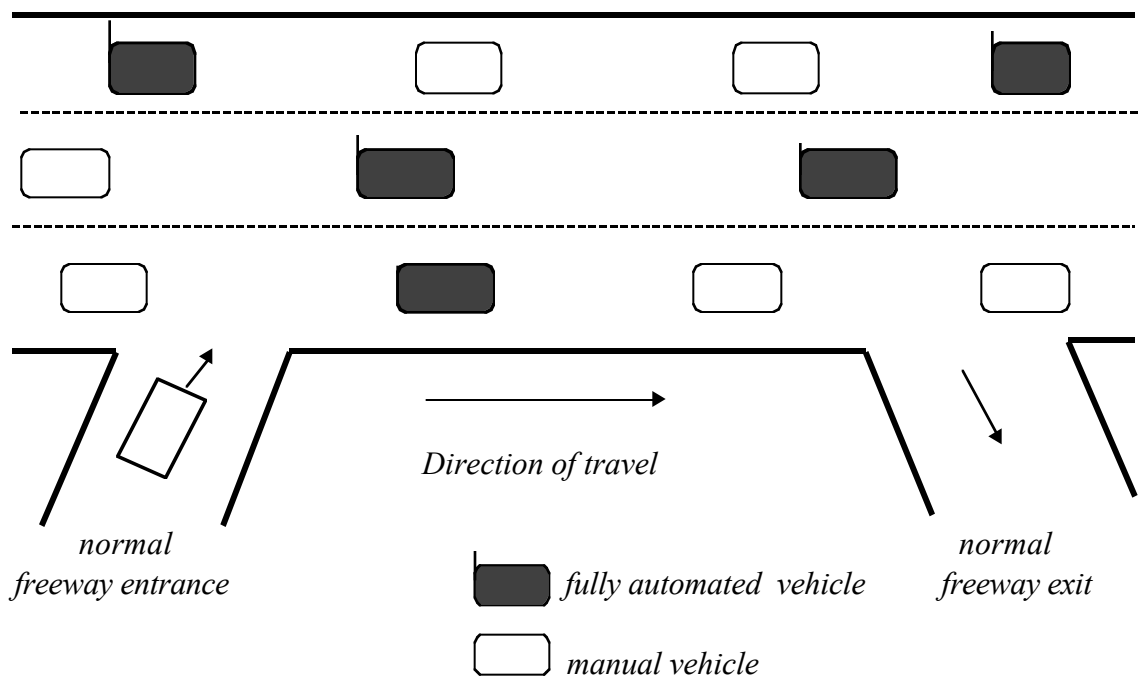 Direction of travel
normal
freeway entrance
normal
freeway exit
fully automated vehicle
manual vehicle